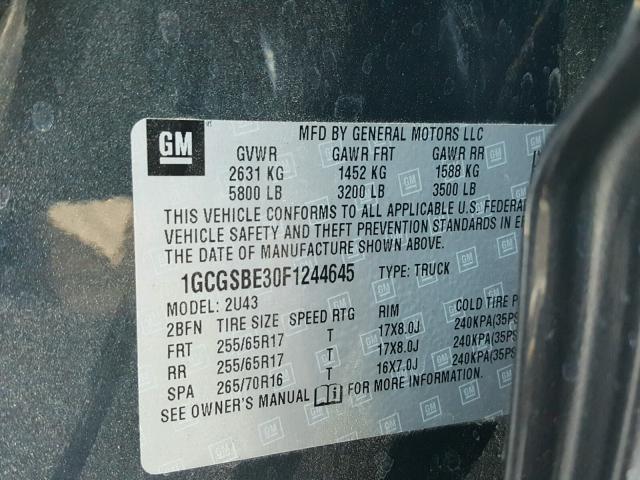 GM
MFD BY GENERAL MOTORS LLC
GVWR GAWR FRT GAWR RR
2631 KG 1452 KG 1588 KG
5800 LB 3200 LB 3500 LB
THIS VEHICLE CONFORMS TO ALL APPLICABLE U.S. FEDERAL
VEHICLE SAFETY AND THEFT PREVENTION STANDARDS IN
THE DATE OF MANUFACTURE SHOWN ABOVE.
1GCGSBE30F1244645 TYPE: TRUCK
MODEL: 2U43
2BFN TIRE SIZE SPEED RTG RIM COLD TIRE
FRT 255/65R17 T 17X8.0J 240KPA(35PS
RR 255/65R17 T 17X8.0J 240KPA(35PS
SPA 265/70R16 T 16X7.0J 240KPA(35PS
SEE OWNER'S MANUAL FOR MORE INFORMATION.